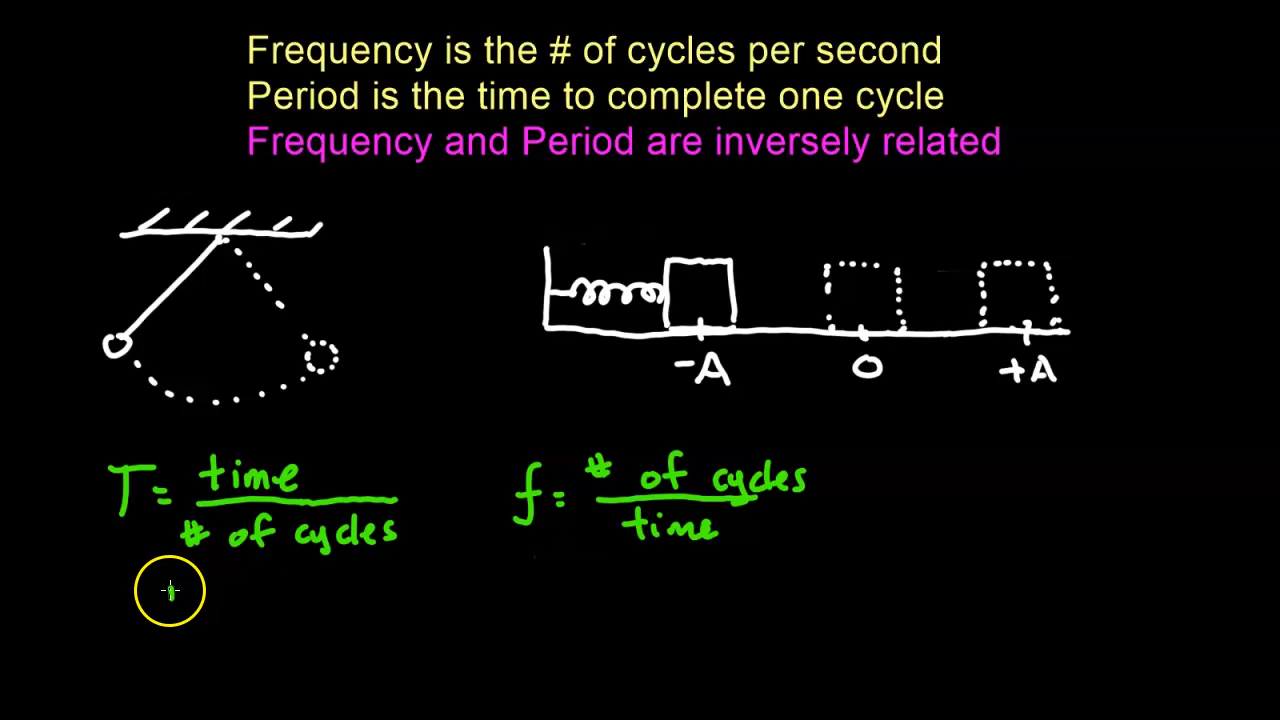 Frequency is the # of cycles per second
Period is the time to complete one cycle
Frequency and Period are inversely related
-A O +A
T = time / # of cycles
f = # of cycles / time